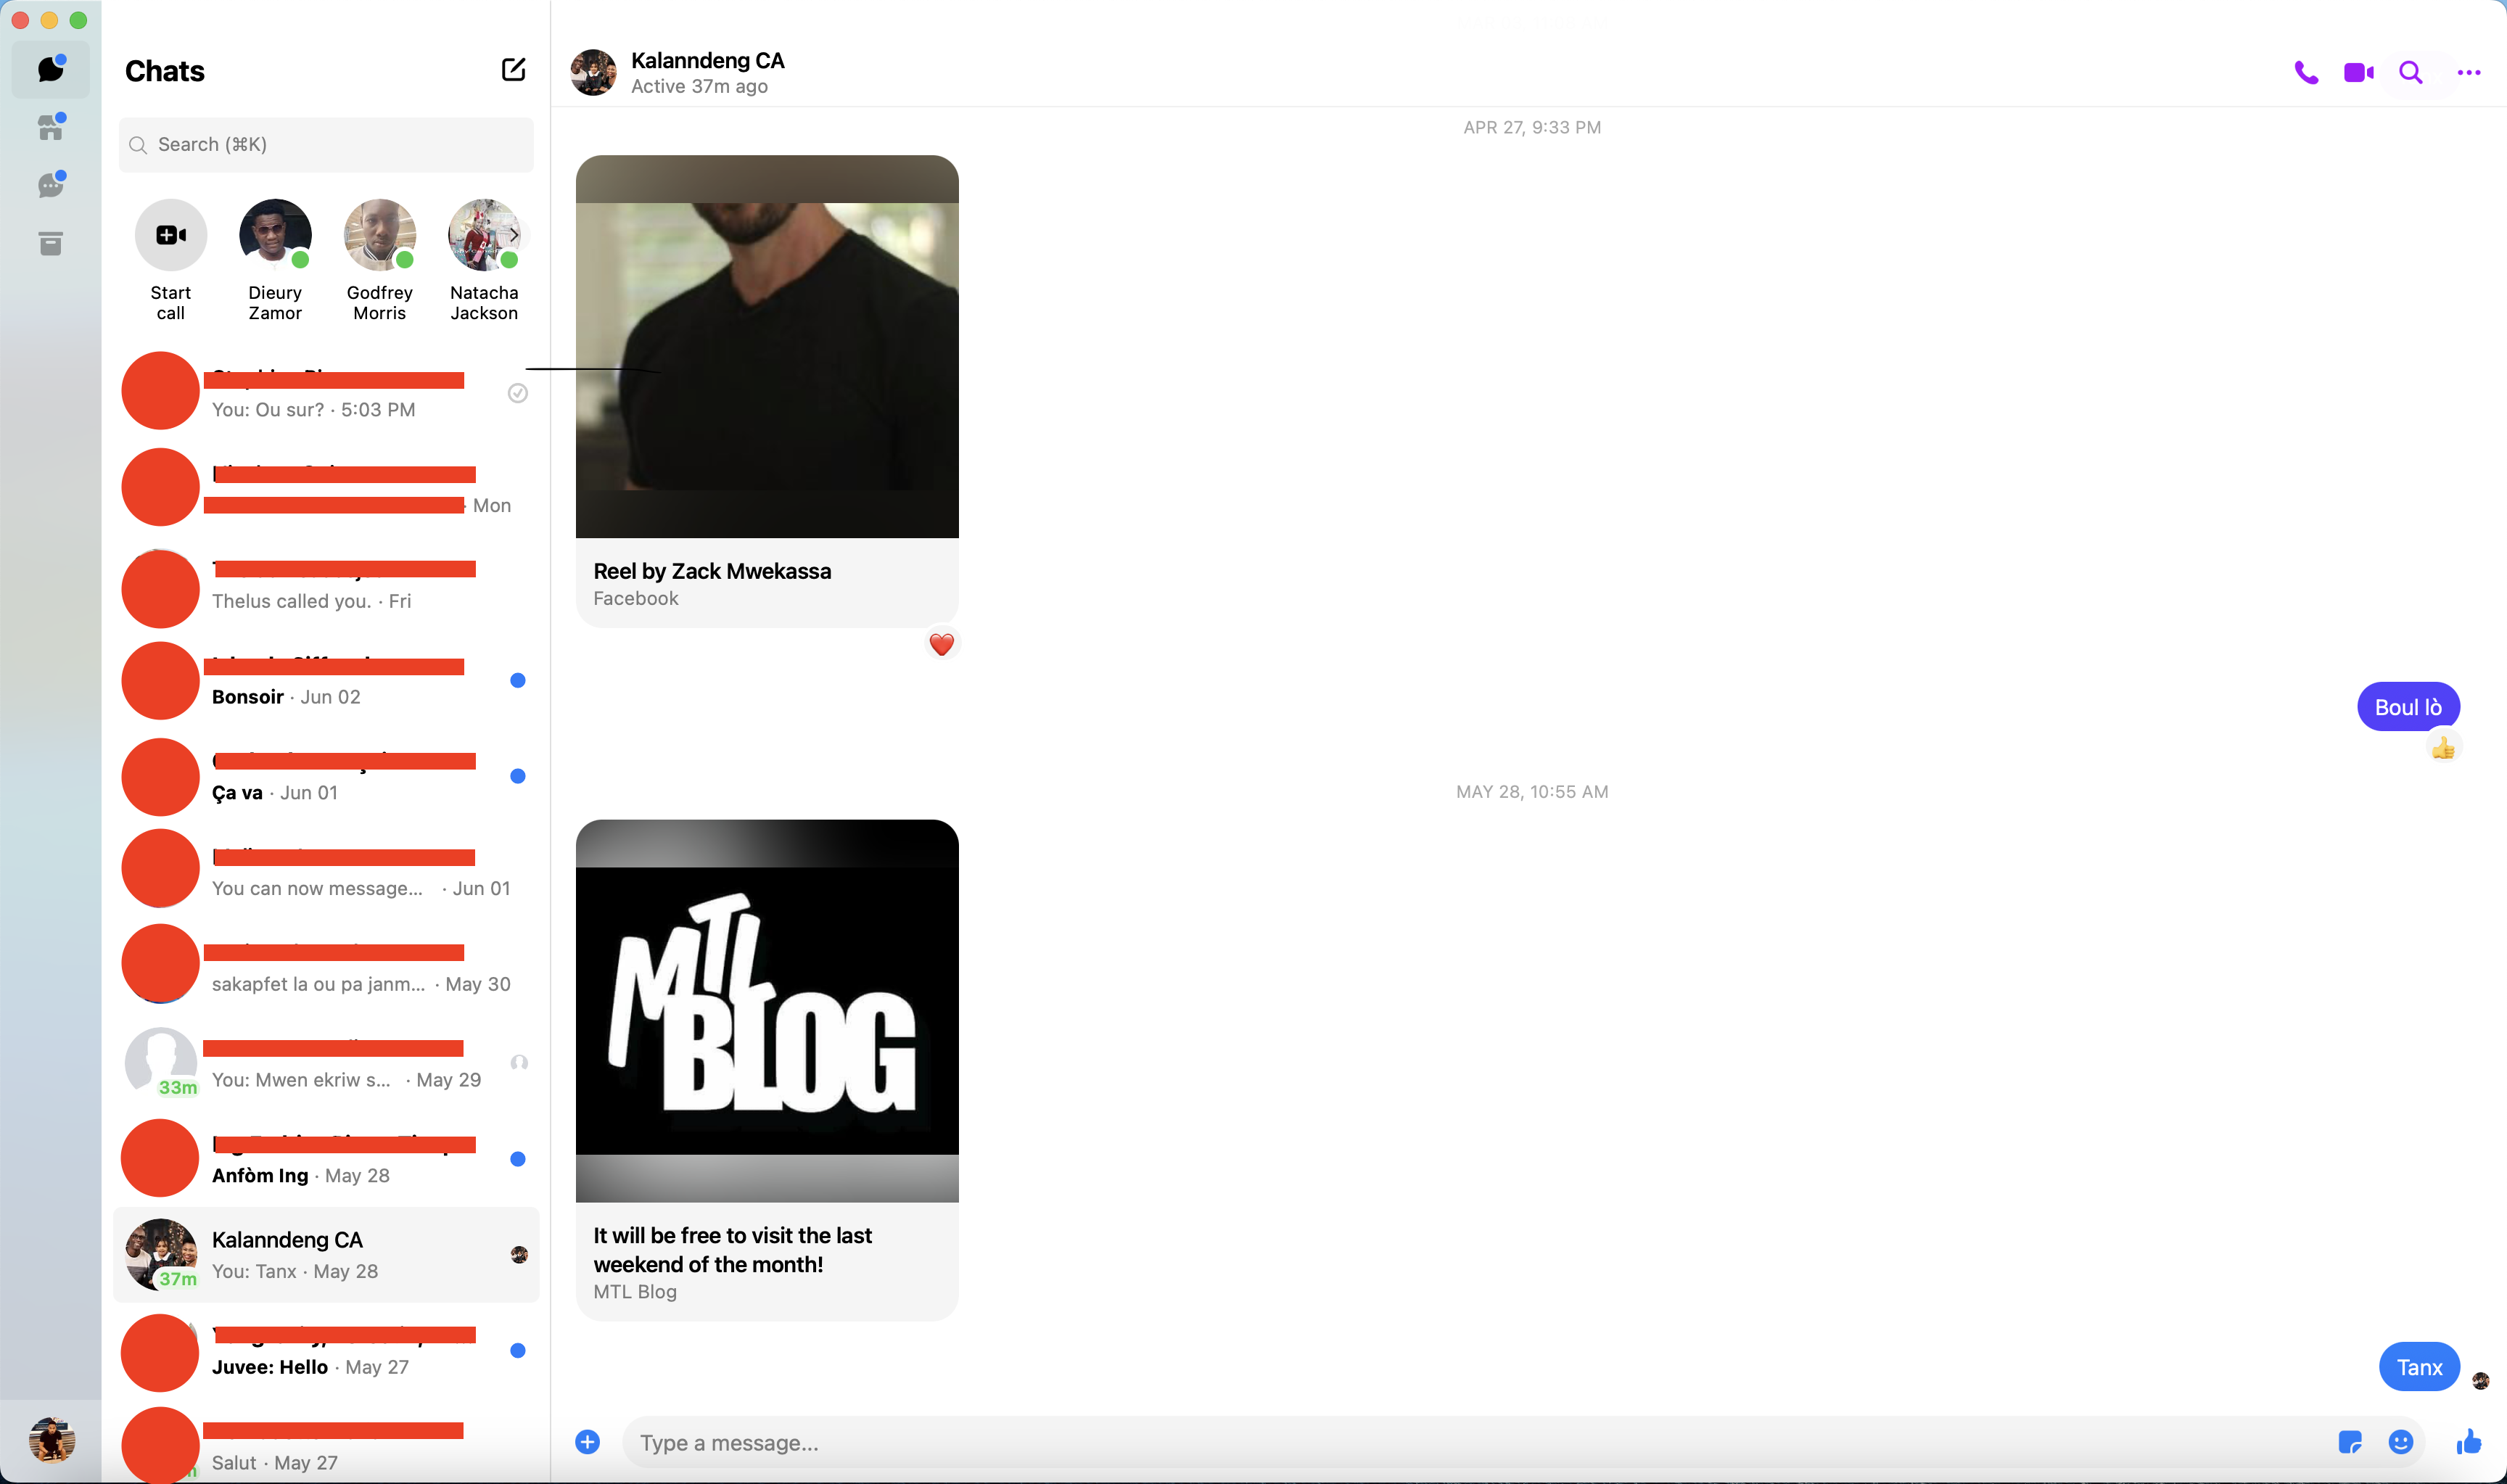 Chats
Search (⌘K)
Start
call
Dieury
Zamor
Godfrey
Morris
Natacha
Jackson
You: Ou sur? · 5:03 PM
· Mon
Thelus called you. · Fri
Bonsoir · Jun 02
Ça va · Jun 01
You can now message... · Jun 01
sakapfet la ou pa janm... · May 30
33m
You: Mwen ekriw s... · May 29
Anfòm Ing · May 28
Kalanndeng CA
37m
You: Tanx · May 28
Juvee: Hello · May 27
Salut · May 27
Kalanndeng CA
Active 37m ago
APR 27, 9:33 PM
Reel by Zack Mwekassa
Facebook
Boul lò
MAY 28, 10:55 AM
MTL
BLOG
It will be free to visit the last
weekend of the month!
MTL Blog
Tanx
Type a message...